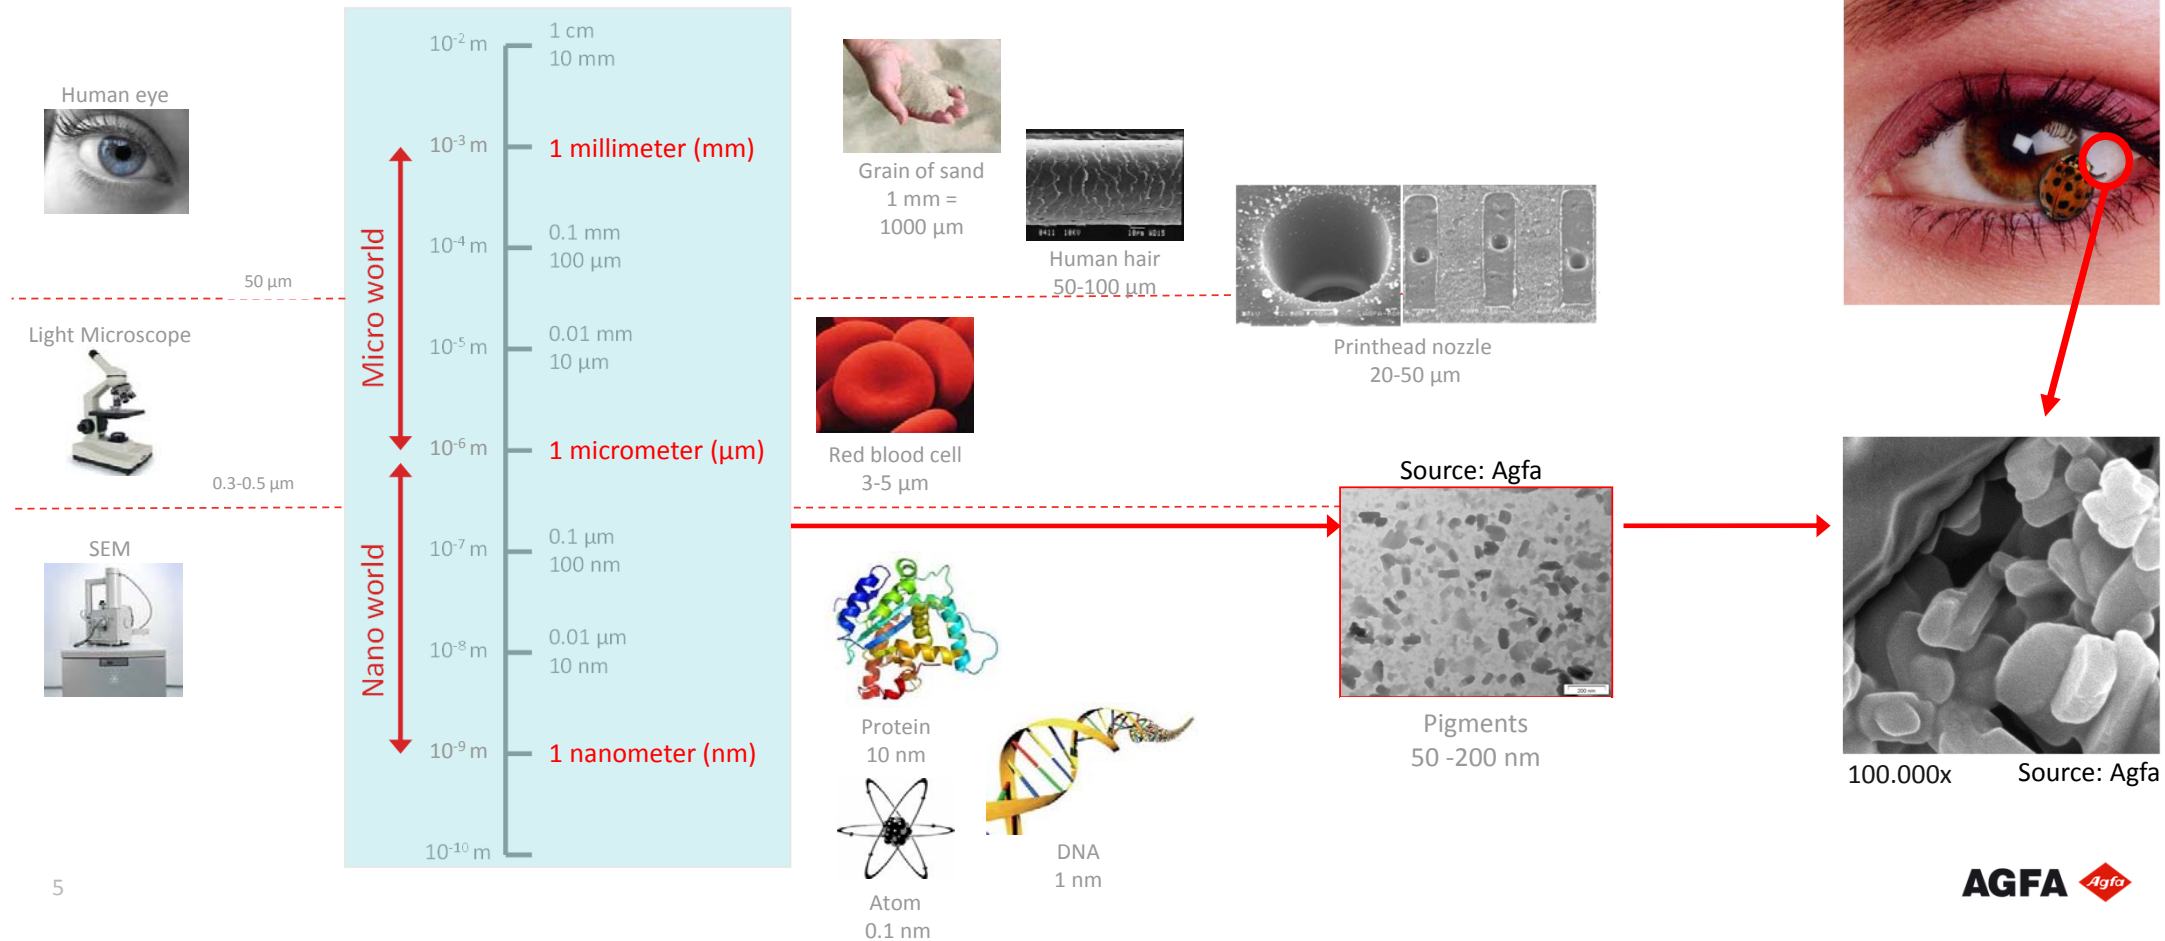 Human eye
50 µm
Light Microscope
0.3-0.5 µm
SEM
5
Micro world
Nano world
10-2 m
1 cm
10 mm
10-3 m
1 millimeter (mm)
10-4 m
0.1 mm
100 µm
10-5 m
0.01 mm
10 µm
10-6 m
1 micrometer (µm)
10-7 m
0.1 µm
100 nm
10-8 m
0.01 µm
10 nm
10-9 m
1 nanometer (nm)
10-10 m
Grain of sand
1 mm =
1000 µm
Human hair
50-100 µm
Printhead nozzle
20-50 µm
Red blood cell
3-5 µm
Source: Agfa
200 nm
Pigments
50 -200 nm
Protein
10 nm
DNA
1 nm
Atom
0.1 nm
100.000x
Source: Agfa
AGFA
Agfa